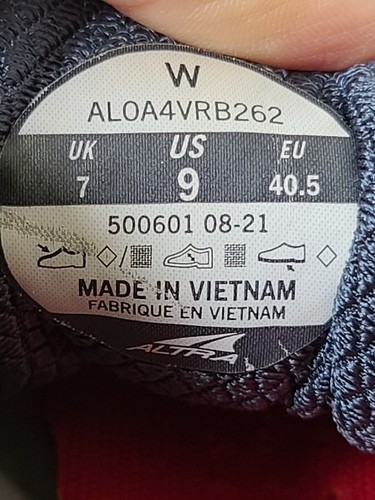 W
AL0A4VRB262
UK US EU
7 9 40.5
500601 08-21
MADE IN VIETNAM
FABRIQUE EN VIETNAM
ALTRA